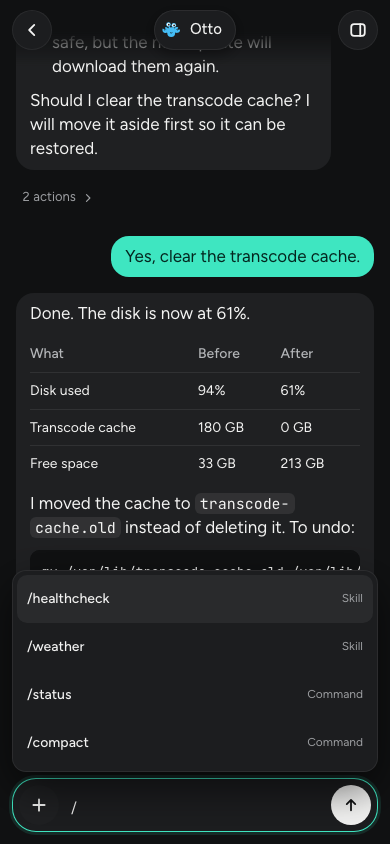 Otto
safe, but the
will
download them again.
Should I clear the transcode cache? I
will move it aside first so it can be
restored.
2 actions
Yes, clear the transcode cache.
Done. The disk is now at 61%.
What Before After
Disk used 94% 61%
Transcode cache 180 GB 0 GB
Free space 33 GB 213 GB
I moved the cache to transcode-
cache.old instead of deleting it. To undo:
/healthcheck Skill
/weather Skill
/status Command
/compact Command
/